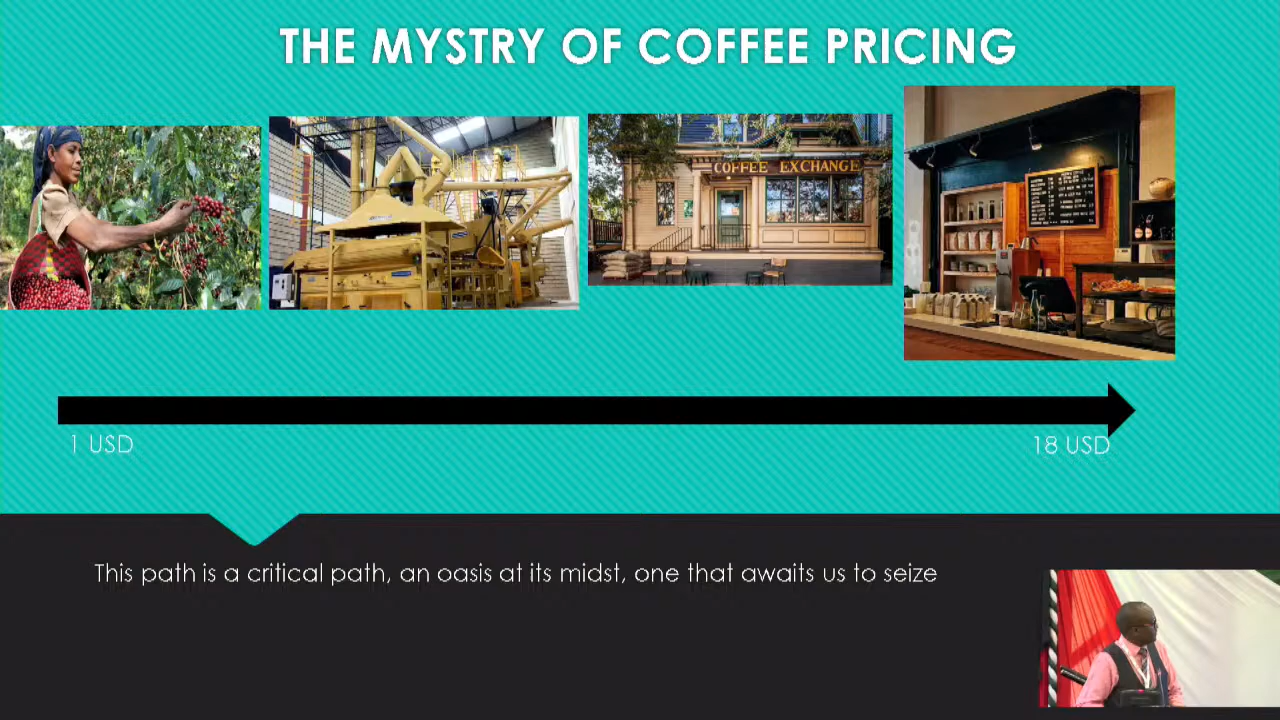 THE MYSTRY OF COFFEE PRICING
COFFEE EXCHANGE
1 USD
18 USD
This path is a critical path, an oasis at its midst, one that awaits us to seize